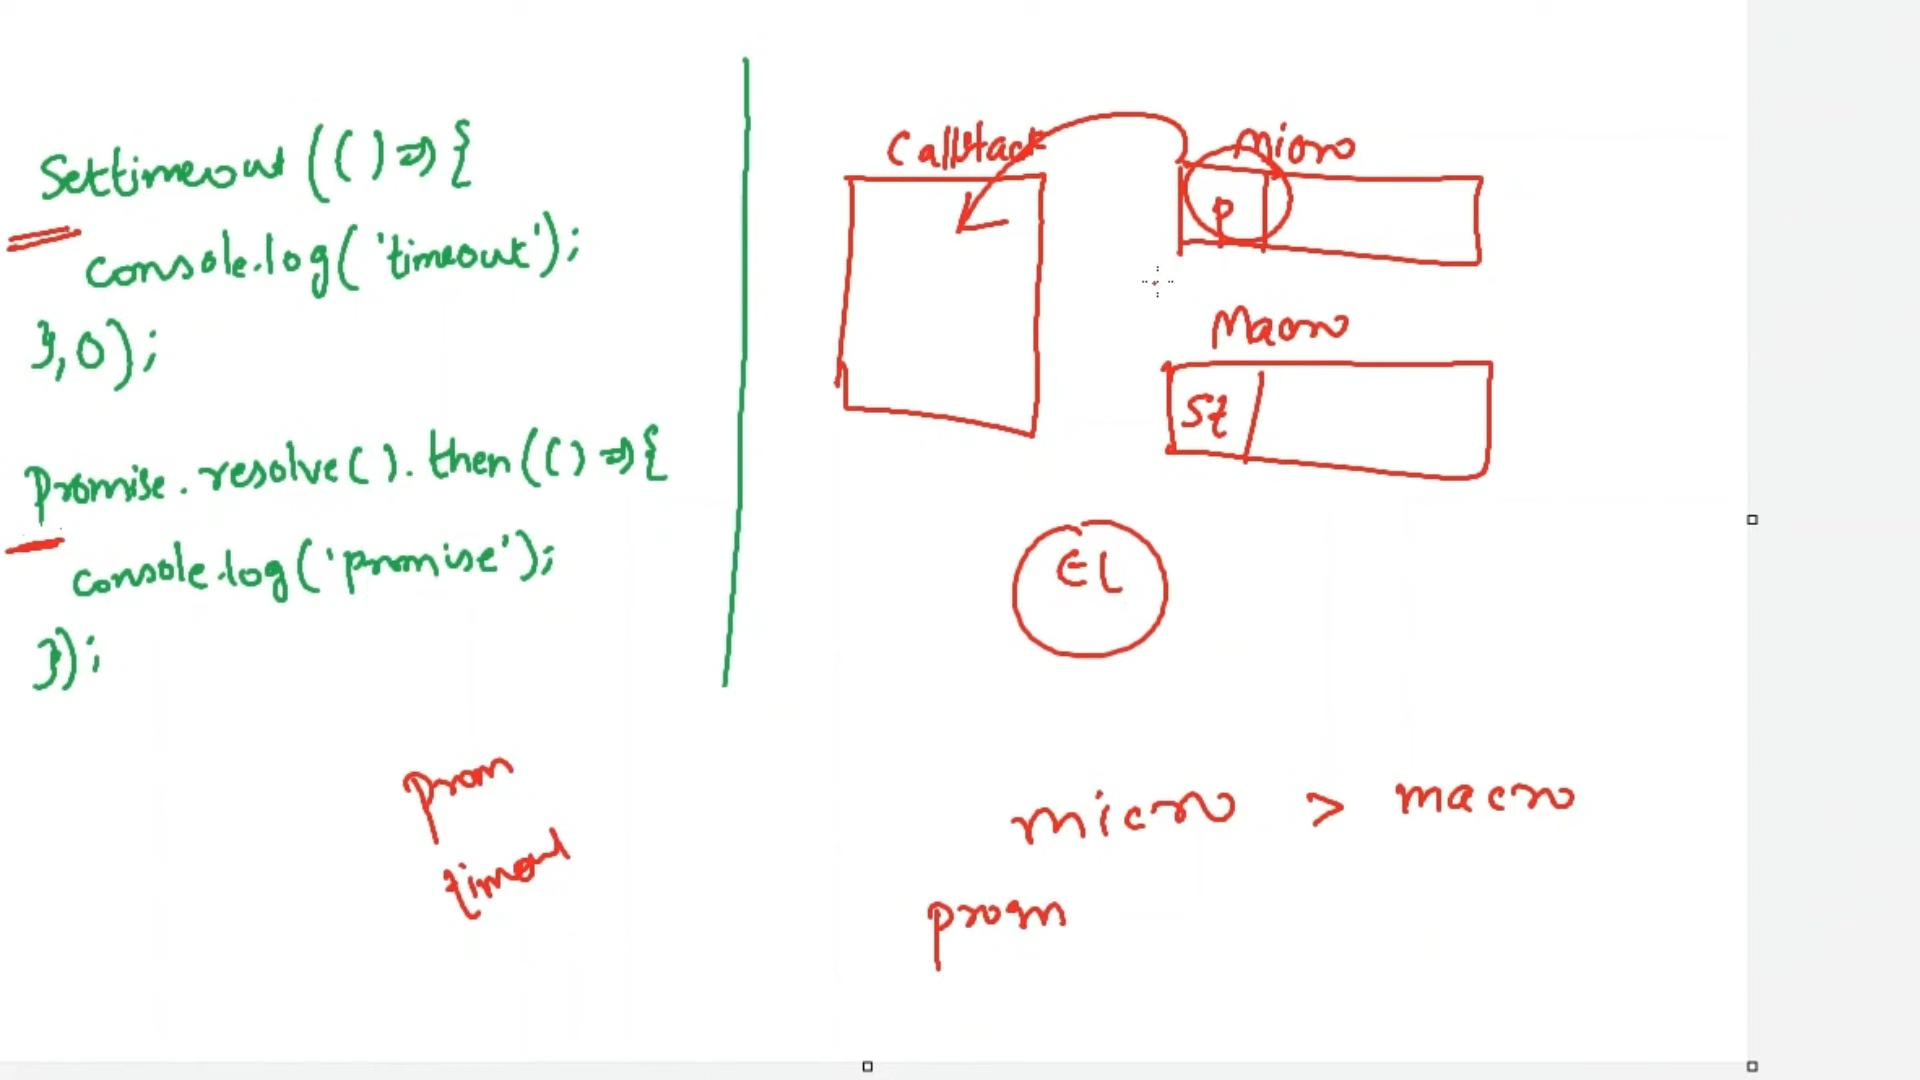 Settimeout (() => {
console.log('timeout');
},0);
Promise.resolve().then(() => {
console.log('promise');
});
prom
timeout
Callstack
Micro
P
Macro
St
EL
micro > macro
prom